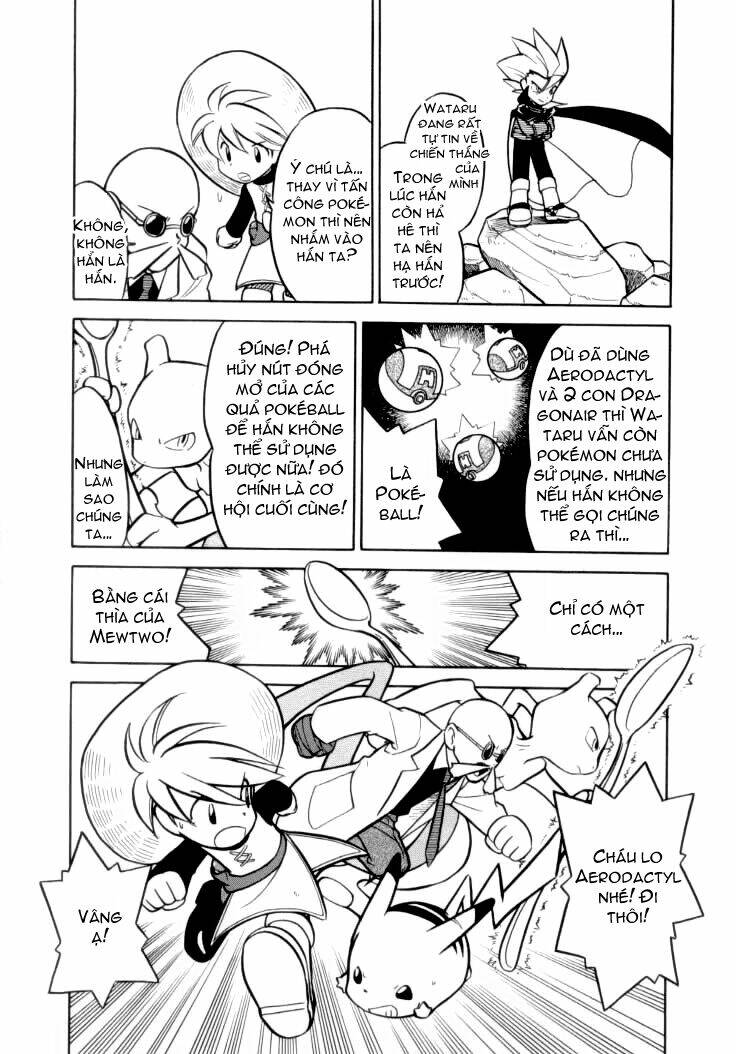 Wataru
đang rất
tự tin về
chiến thắng
của
mình
Trong
lúc hắn
còn hả
hê thì
ta nên
hạ hắn
trước!
Ý chú là...
thay vì tấn
công poké-
mon thì nên
nhắm vào
hắn ta?
Không,
không
hẳn là
hắn.
Dù đã dùng
Aerodactyl
và 2 con Dra-
gonair thì Wa-
taru vẫn còn
pokémon chưa
sử dụng. Nhưng
nếu hắn không
thể gọi chúng
ra thì...
Là
Poké-
ball!
Đúng! Phá
hủy nút đóng
mở của các
quả pokéball
để hắn không
thể sử dụng
được nữa! Đó
chính là cơ
hội cuối cùng!
Nhưng
làm
sao
chúng
ta...
Chỉ có một
cách...
Bằng cái
thìa của
Mewtwo!
Cháu lo
Aerodactyl
nhé! Đi
thôi!
Vâng
ạ!